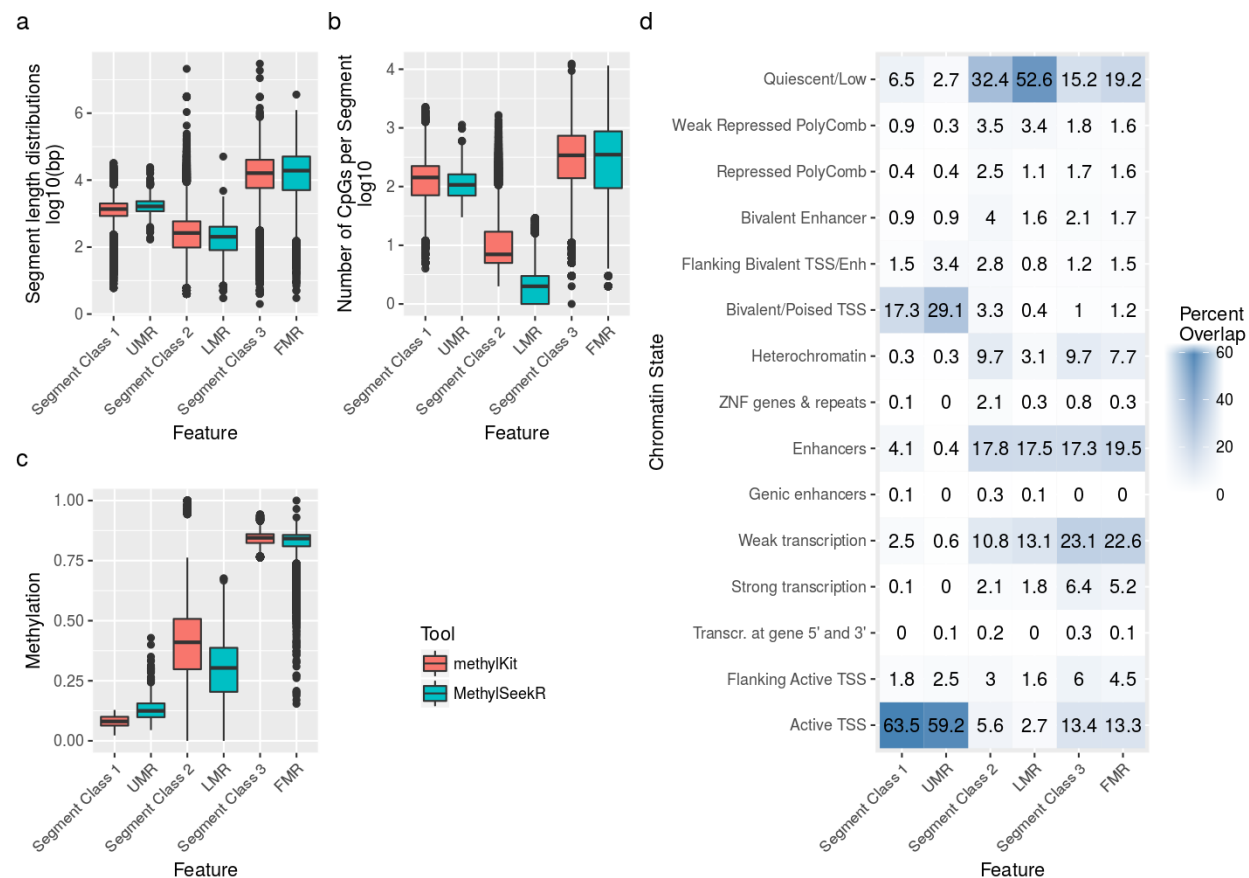 a
Segment length distributions
log10(bp)
6
4
2
0
Segment Class 1
UMR
Segment Class 2
LMR
Segment Class 3
FMR
Feature
b
Number of CpGs per Segment
log10
4
3
2
1
0
Segment Class 1
UMR
Segment Class 2
LMR
Segment Class 3
FMR
Feature
c
Methylation
1.00
0.75
0.50
0.25
0.00
Segment Class 1
UMR
Segment Class 2
LMR
Segment Class 3
FMR
Feature
Tool
methylKit
MethylSeekR
d
Chromatin State
Quiescent/Low 6.5 2.7 32.4 52.6 15.2 19.2
Weak Repressed PolyComb 0.9 0.3 3.5 3.4 1.8 1.6
Repressed PolyComb 0.4 0.4 2.5 1.1 1.7 1.6
Bivalent Enhancer 0.9 0.9 4 1.6 2.1 1.7
Flanking Bivalent TSS/Enh 1.5 3.4 2.8 0.8 1.2 1.5
Bivalent/Poised TSS 17.3 29.1 3.3 0.4 1 1.2
Heterochromatin 0.3 0.3 9.7 3.1 9.7 7.7
ZNF genes & repeats 0.1 0 2.1 0.3 0.8 0.3
Enhancers 4.1 0.4 17.8 17.5 17.3 19.5
Genic enhancers 0.1 0 0.3 0.1 0 0
Weak transcription 2.5 0.6 10.8 13.1 23.1 22.6
Strong transcription 0.1 0 2.1 1.8 6.4 5.2
Transcr. at gene 5' and 3' 0 0.1 0.2 0 0.3 0.1
Flanking Active TSS 1.8 2.5 3 1.6 6 4.5
Active TSS 63.5 59.2 5.6 2.7 13.4 13.3
Segment Class 1
UMR
Segment Class 2
LMR
Segment Class 3
FMR
Feature
Percent
Overlap
60
40
20
0